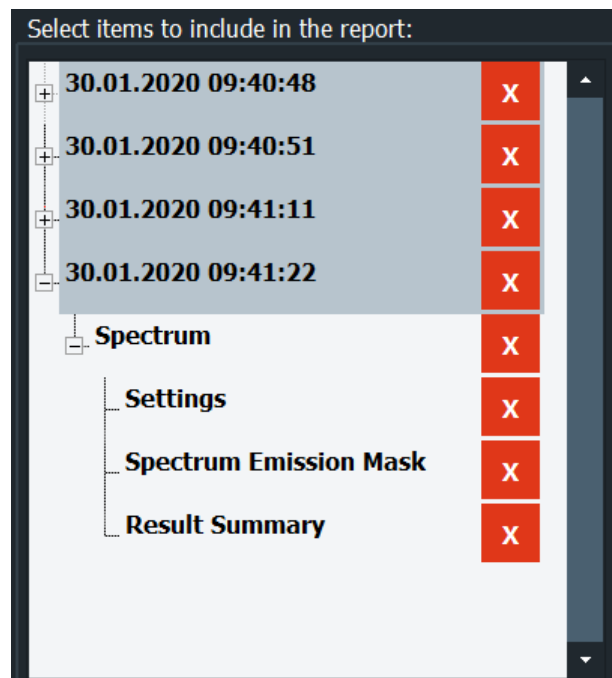 Select items to include in the report:
30.01.2020 09:40:48 X
30.01.2020 09:40:51 X
30.01.2020 09:41:11 X
30.01.2020 09:41:22 X
Spectrum X
Settings X
Spectrum Emission Mask X
Result Summary X